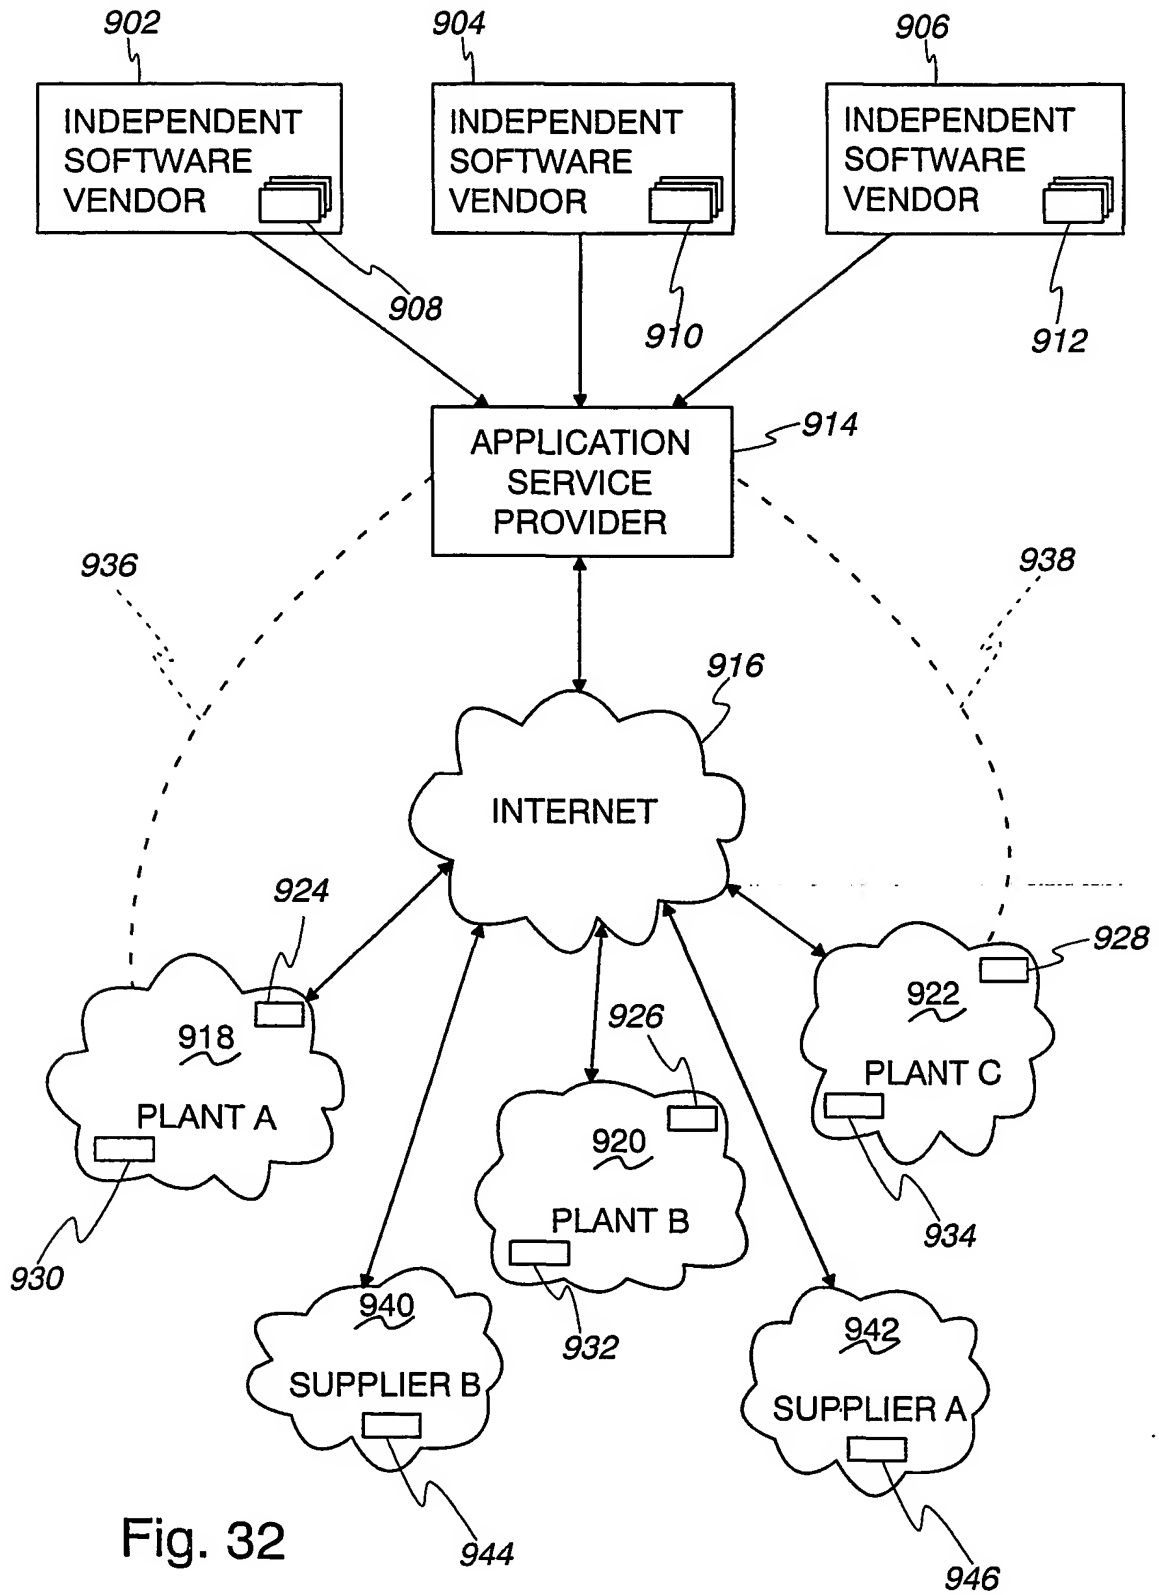 902
904
906
INDEPENDENT
SOFTWARE
VENDOR
INDEPENDENT
SOFTWARE
VENDOR
INDEPENDENT
SOFTWARE
VENDOR
908
910
912
APPLICATION
SERVICE
PROVIDER
914
936
938
916
INTERNET
924
928
918
PLANT A
926
922
PLANT C
920
PLANT B
930
934
932
940
SUPPLIER B
942
SUPPLIER A
944
946
Fig. 32